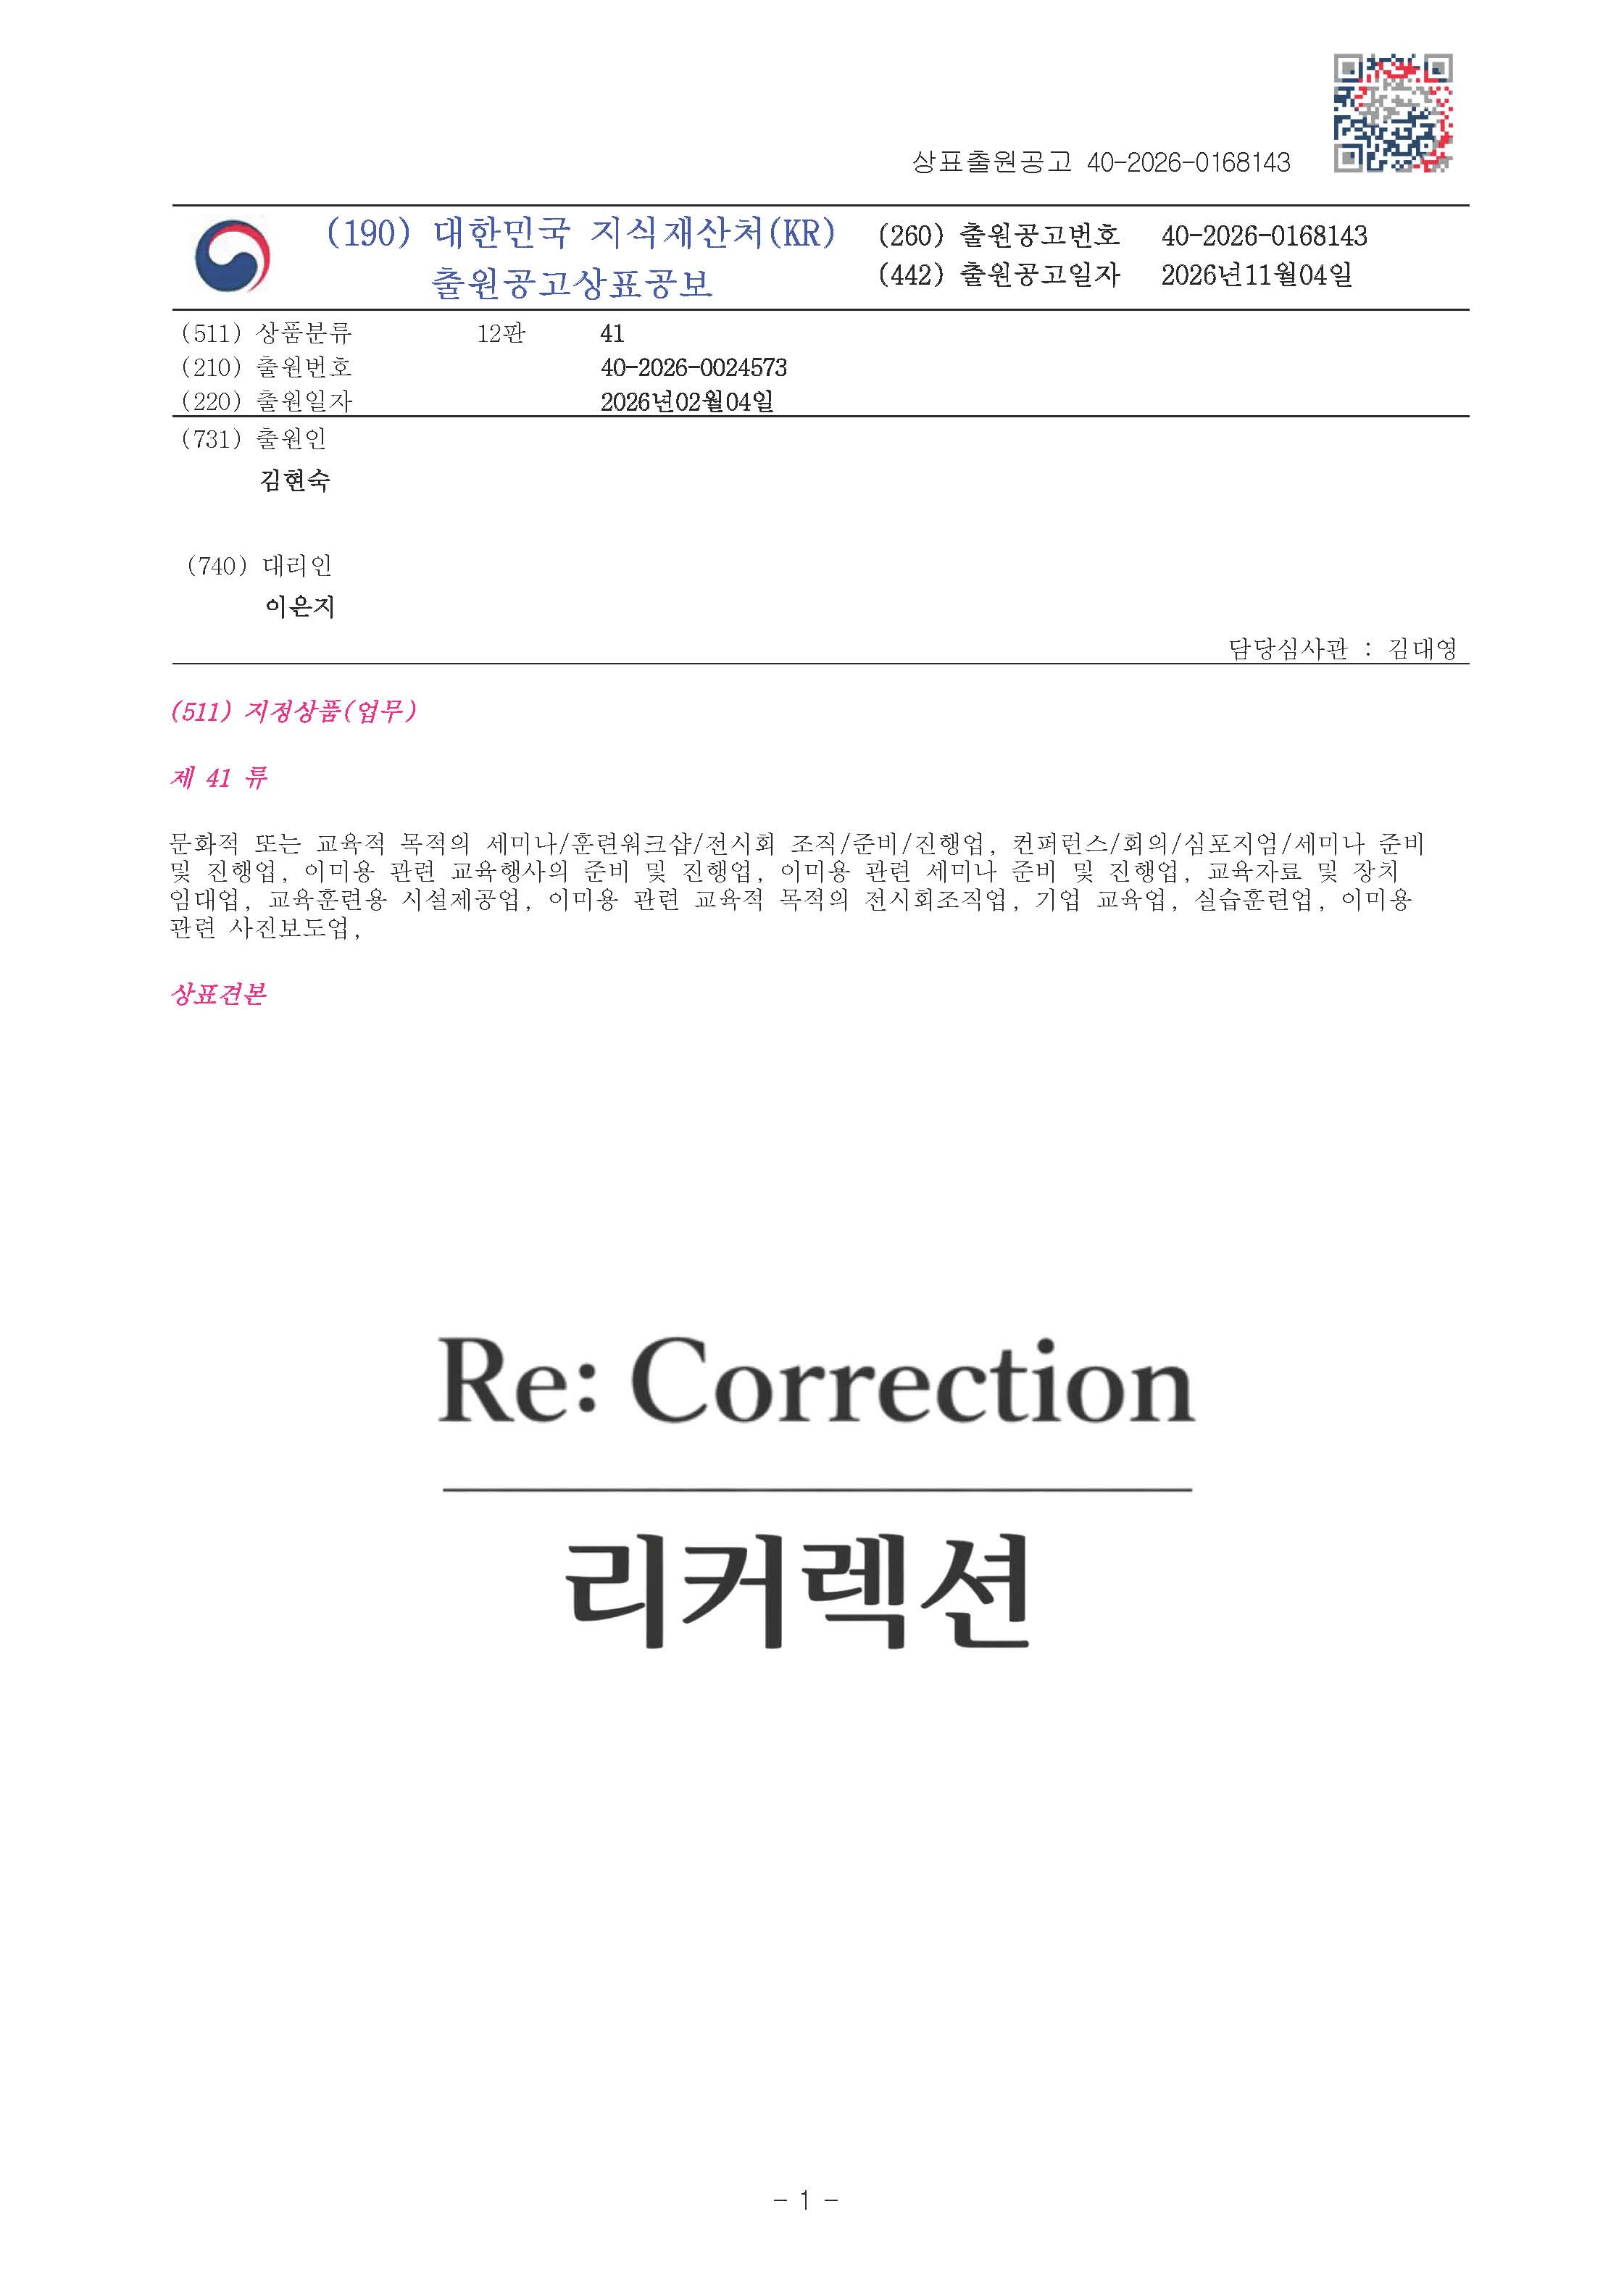 상표출원공고 40-2026-0168143
(190) 대한민국 지식재산처(KR)
출원공고상표공보
(260) 출원공고번호 40-2026-0168143
(442) 출원공고일자 2026년11월04일
(511) 상품분류 12판 41
(210) 출원번호 40-2026-0024573
(220) 출원일자 2026년02월04일
(731) 출원인
김현숙
(740) 대리인
이은지
담당심사관 : 김대영
(511) 지정상품(업무)
제 41 류
문화적 또는 교육적 목적의 세미나/훈련워크샵/전시회 조직/준비/진행업, 컨퍼런스/회의/심포지엄/세미나 준비
및 진행업, 이미용 관련 교육행사의 준비 및 진행업, 이미용 관련 세미나 준비 및 진행업, 교육자료 및 장치
임대업, 교육훈련용 시설제공업, 이미용 관련 교육적 목적의 전시회조직업, 기업 교육업, 실습훈련업, 이미용
관련 사진보도업,
상표견본
Re: Correction
리커렉션
- 1 -